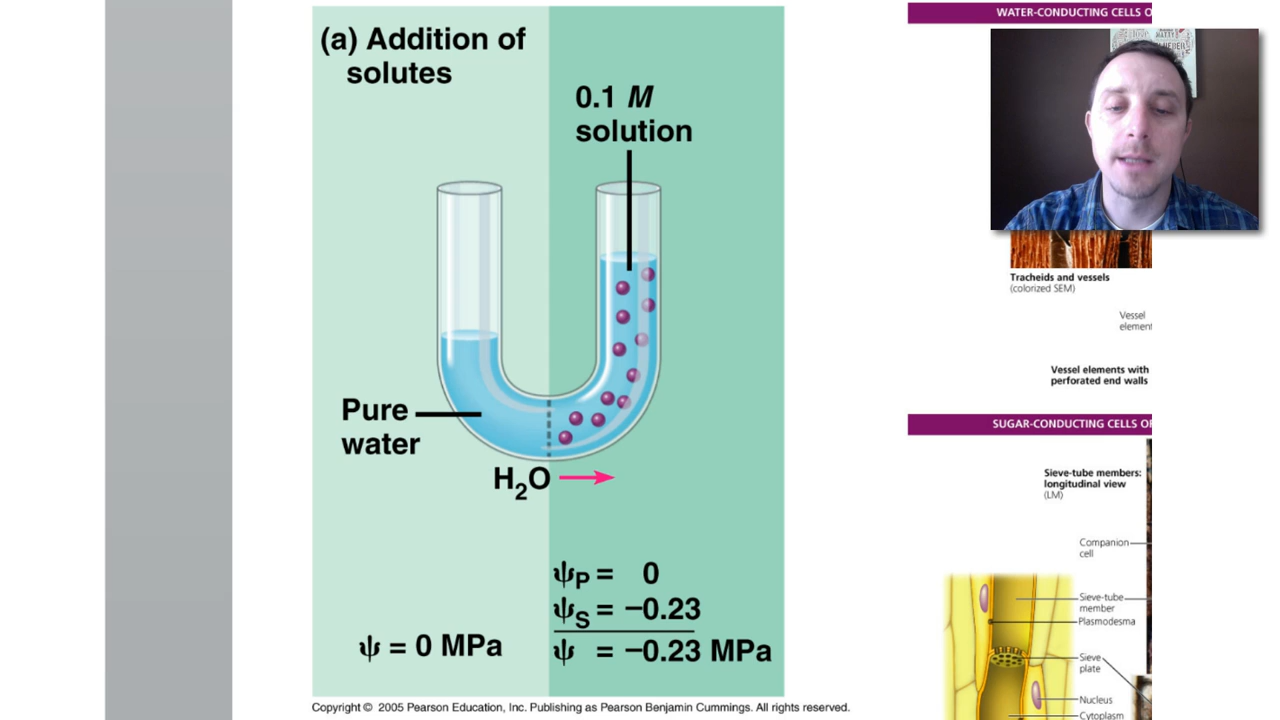 (a) Addition of
solutes
0.1 M
solution
Pure
water
H₂O
ψP = 0
ψS = −0.23
ψ = 0 MPa
ψ = −0.23 MPa
Copyright © 2005 Pearson Education, Inc. Publishing as Pearson Benjamin Cummings. All rights reserved.
WATER-CONDUCTING CELLS O
Tracheids and vessels
(colorized SEM)
Vessel
element
Vessel elements with
perforated end walls
SUGAR-CONDUCTING CELLS OF
Sieve-tube members:
longitudinal view
(LM)
Companion
cell
Sieve-tube
member
Plasmodesma
Sieve
plate
Nucleus
Cytoplasm